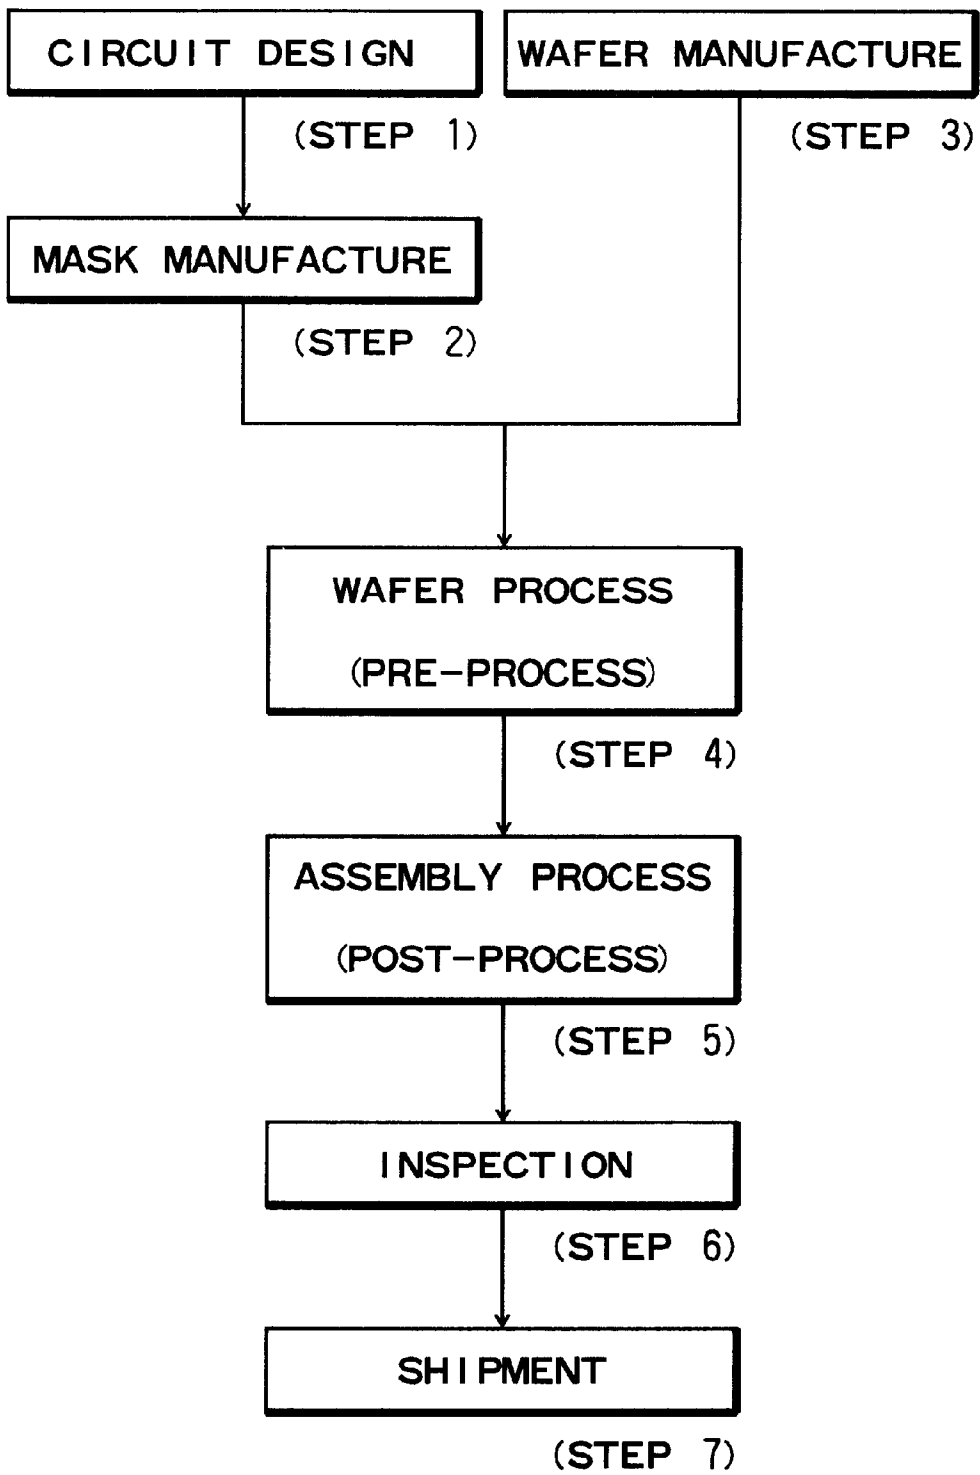 CIRCUIT DESIGN
(STEP 1)
MASK MANUFACTURE
(STEP 2)
WAFER MANUFACTURE
(STEP 3)
WAFER PROCESS
(PRE-PROCESS)
(STEP 4)
ASSEMBLY PROCESS
(POST-PROCESS)
(STEP 5)
INSPECTION
(STEP 6)
SHIPMENT
(STEP 7)